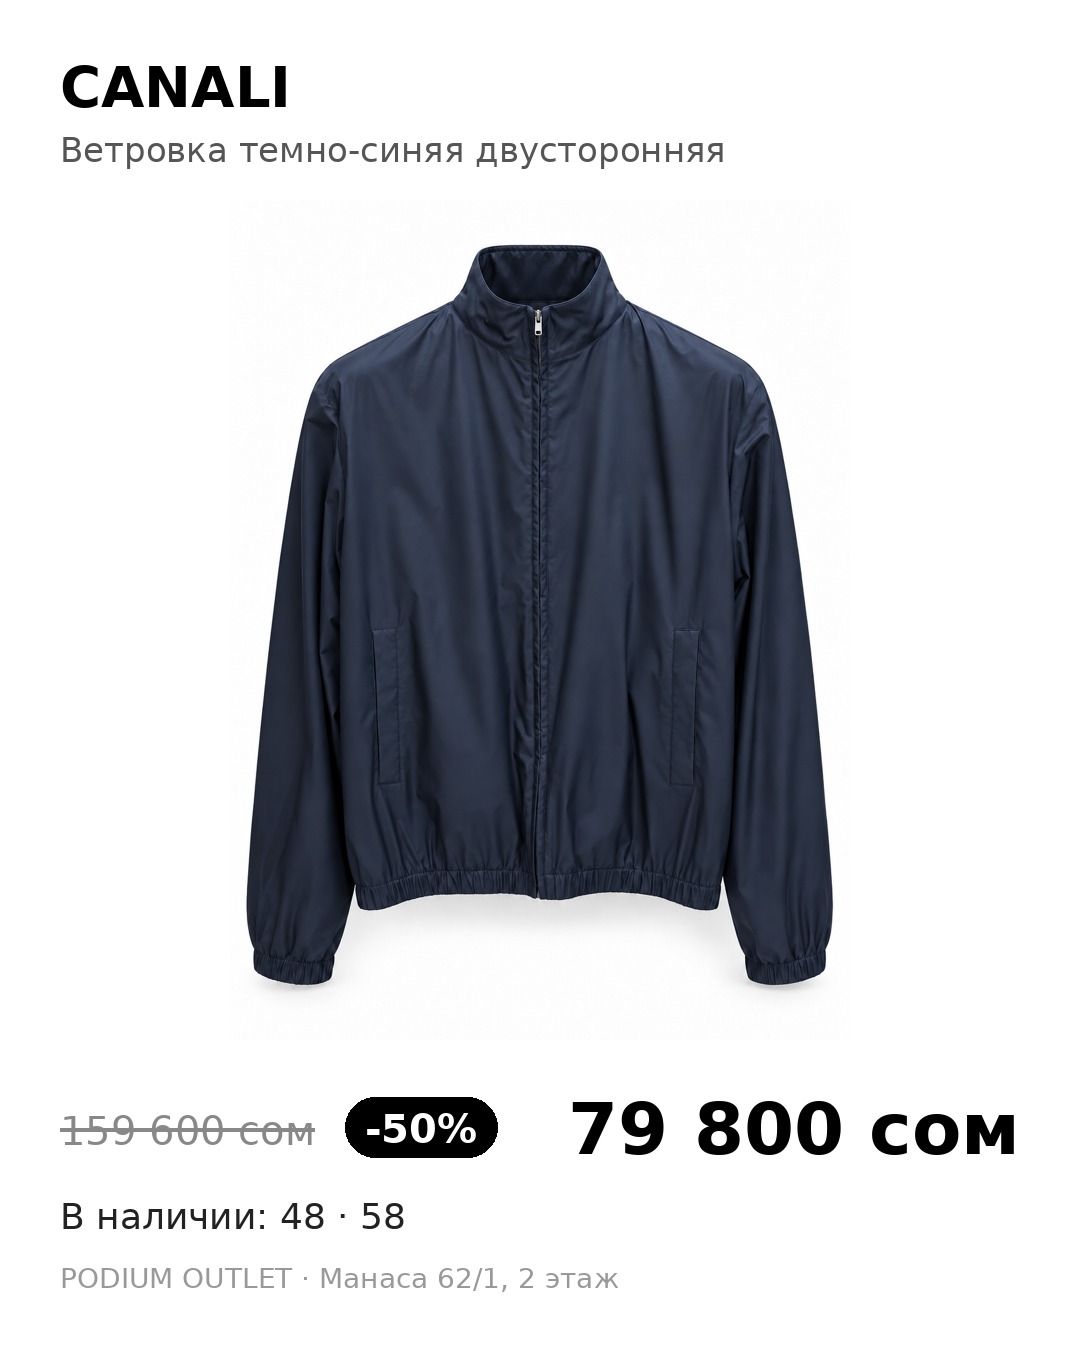 CANALI
Ветровка темно-синяя двусторонняя
159 600 сом -50% 79 800 сом
В наличии: 48 · 58
PODIUM OUTLET · Манаса 62/1, 2 этаж